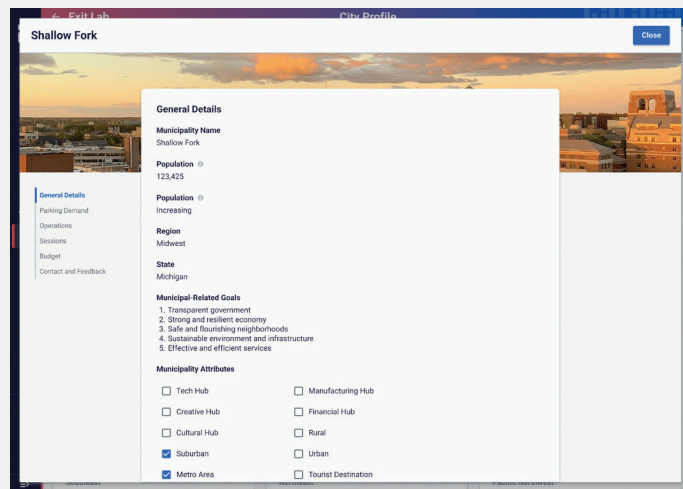 ← Exit Lab
City Profile
Shallow Fork
Close
General Details
Parking Demand
Operations
Sessions
Budget
Contact and Feedback
General Details
Municipality Name
Shallow Fork
Population
123,425
Population
Increasing
Region
Midwest
State
Michigan
Municipal-Related Goals
1. Transparent government
2. Strong and resilient economy
3. Safe and flourishing neighborhoods
4. Sustainable environment and infrastructure
5. Effective and efficient services
Municipality Attributes
Tech Hub
Manufacturing Hub
Creative Hub
Financial Hub
Cultural Hub
Rural
Suburban
Urban
Metro Area
Tourist Destination
Southeast
Northeast
Pacific Northwest